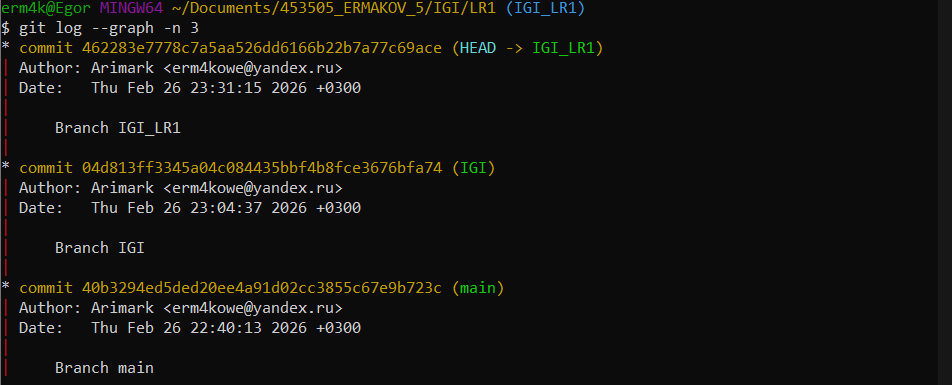 erm4k@Egor MINGW64 ~/Documents/453505_ERMAKOV_5/IGI/LR1 (IGI_LR1)
$ git log --graph -n 3
* commit 462283e7778c7a5aa526dd6166b22b7a77c69ace (HEAD -> IGI_LR1)
| Author: Arimark <erm4kowe@yandex.ru>
| Date:   Thu Feb 26 23:31:15 2026 +0300
|
|     Branch IGI_LR1
|
* commit 04d813ff3345a04c084435bbf4b8fce3676bfa74 (IGI)
| Author: Arimark <erm4kowe@yandex.ru>
| Date:   Thu Feb 26 23:04:37 2026 +0300
|
|     Branch IGI
|
* commit 40b3294ed5ded20ee4a91d02cc3855c67e9b723c (main)
| Author: Arimark <erm4kowe@yandex.ru>
| Date:   Thu Feb 26 22:40:13 2026 +0300
|
|     Branch main